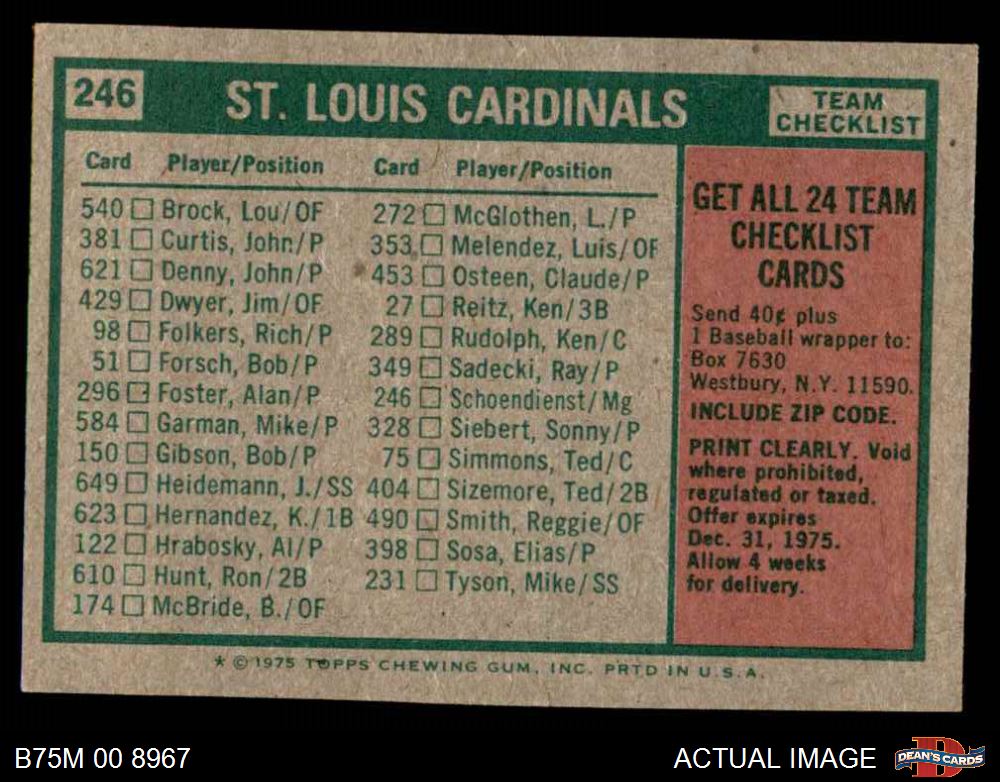 246
ST. LOUIS CARDINALS
TEAM
CHECKLIST
Card Player/Position
540 Brock, Lou/OF
381 Curtis, John/P
621 Denny, John/P
429 Dwyer, Jim/OF
98 Folkers, Rich/P
51 Forsch, Bob/P
296 Foster, Alan/P
584 Garman, Mike/P
150 Gibson, Bob/P
649 Heidemann, J./SS
623 Hernandez, K./1B
122 Hrabosky, Al/P
610 Hunt, Ron/2B
174 McBride, B./OF
Card Player/Position
272 McGlothen, L./P
353 Melendez, Luis/OF
453 Osteen, Claude/P
27 Reitz, Ken/3B
289 Rudolph, Ken/C
349 Sadecki, Ray/P
246 Schoendienst/Mg
328 Siebert, Sonny/P
75 Simmons, Ted/C
404 Sizemore, Ted/2B
490 Smith, Reggie/OF
398 Sosa, Elias/P
231 Tyson, Mike/SS
GET ALL 24 TEAM
CHECKLIST
CARDS
Send 40¢ plus
1 Baseball wrapper to:
Box 7630
Westbury, N.Y. 11590.
INCLUDE ZIP CODE.
PRINT CLEARLY. Void
where prohibited,
regulated or taxed.
Offer expires
Dec. 31, 1975.
Allow 4 weeks
for delivery.
* © 1975 TOPPS CHEWING GUM, INC. PRTD IN U.S.A.
B75M 00 8967
ACTUAL IMAGE
DEAN'S CARDS